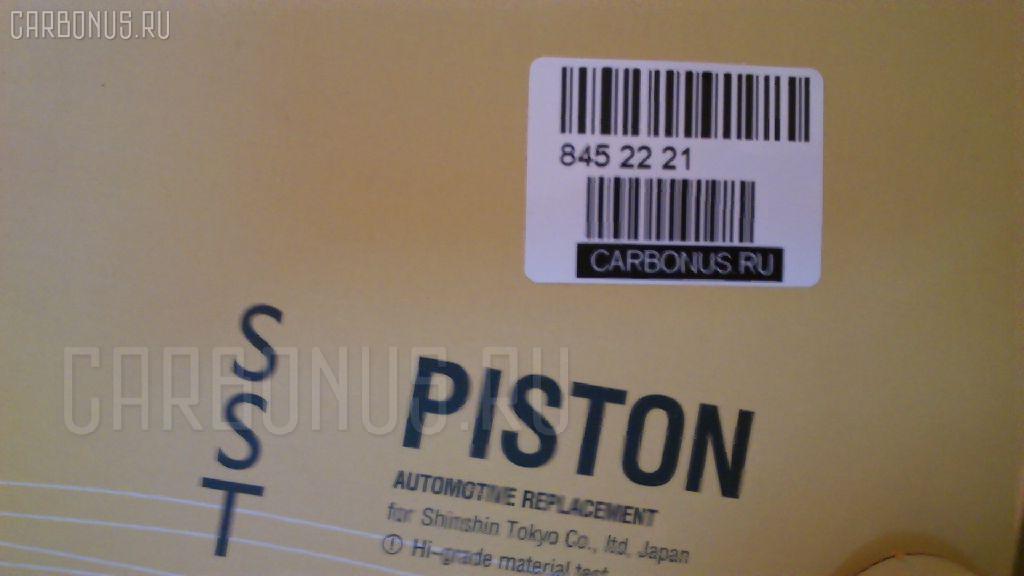 CARBONUS.RU
845 22 21
CARBONUS.RU
SST
CARBONUS.RU
PISTON
AUTOMOTIVE REPLACEMENT
for Shinshin Tokyo Co., ltd. Japan
① Hi-grade material test